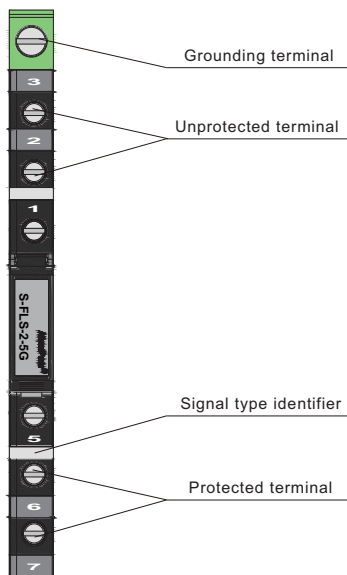 Grounding terminal
3
Unprotected terminal
2
1
S-FLS-2-5G
Signal type identifier
5
Protected terminal
6
7